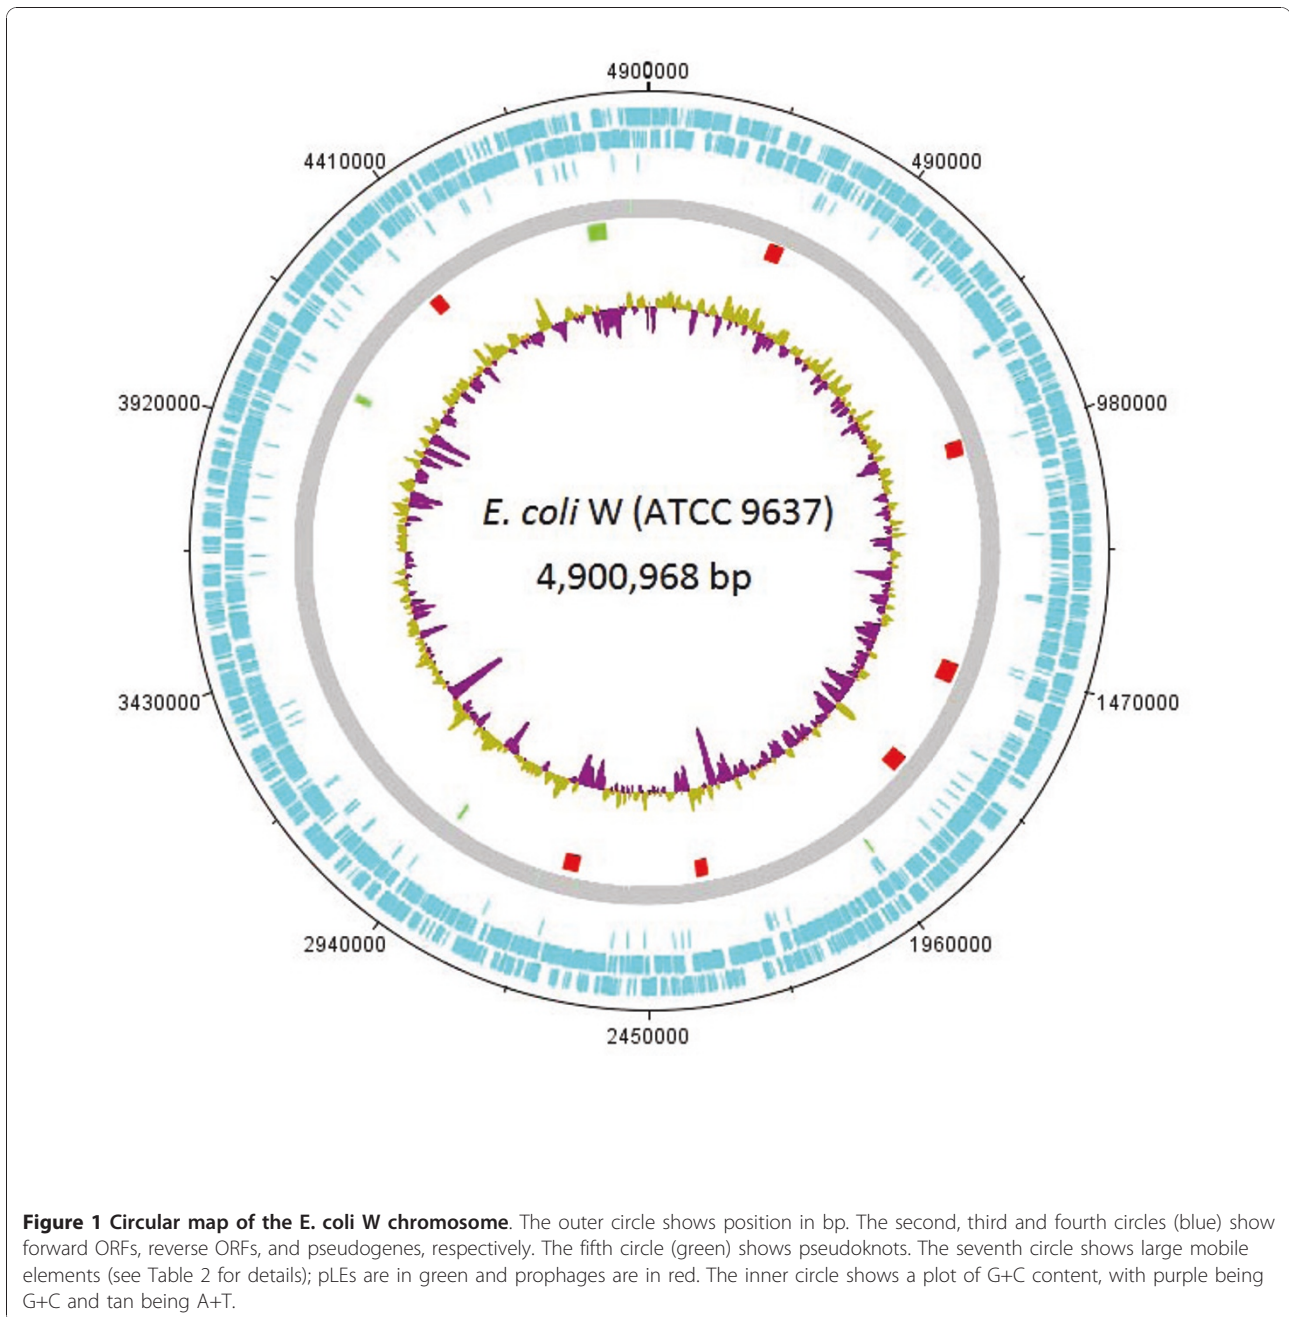 4900000
4410000
490000
3920000
980000
E. coli W (ATCC 9637)
4,900,968 bp
3430000
1470000
2940000
1960000
2450000
Figure 1 Circular map of the E. coli W chromosome. The outer circle shows position in bp. The second, third and fourth circles (blue) show
forward ORFs, reverse ORFs, and pseudogenes, respectively. The fifth circle (green) shows pseudoknots. The seventh circle shows large mobile
elements (see Table 2 for details); pLEs are in green and prophages are in red. The inner circle shows a plot of G+C content, with purple being
G+C and tan being A+T.